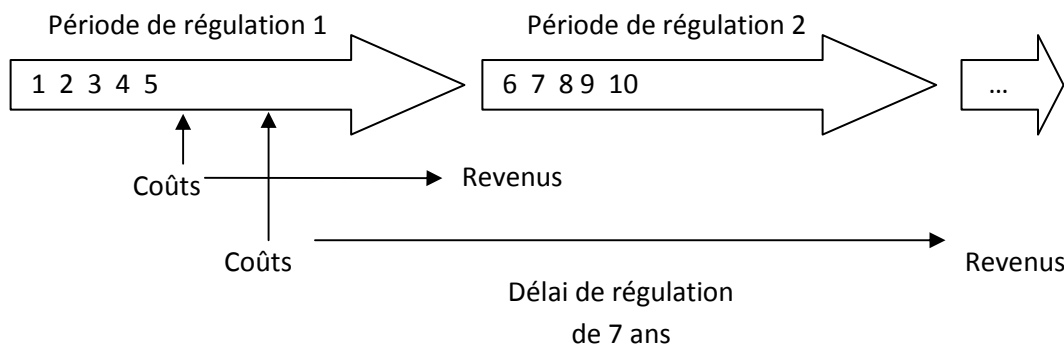 Période de régulation 1
Période de régulation 2
1 2 3 4 5
6 7 8 9 10
...
Coûts
Revenus
Coûts
Revenus
Délai de régulation
de 7 ans